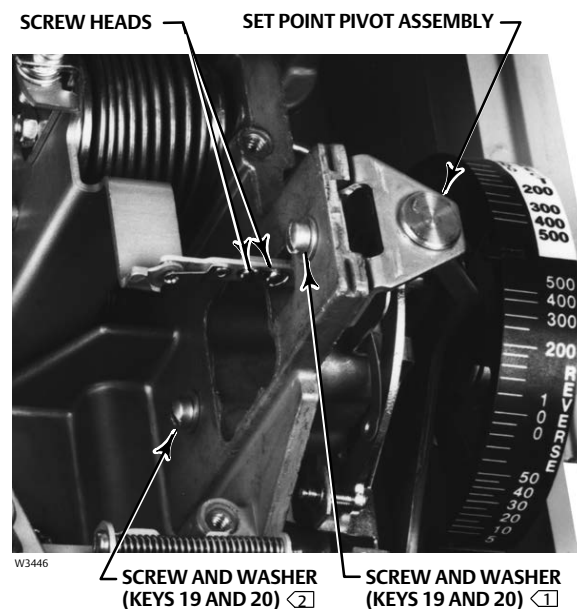 SCREW HEADS
SET POINT PIVOT ASSEMBLY
200
300
400
500
500
400
300
200
REVERSE
100
50
40
30
20
10
5
W3446
SCREW AND WASHER
(KEYS 19 AND 20) 2
SCREW AND WASHER
(KEYS 19 AND 20) 1